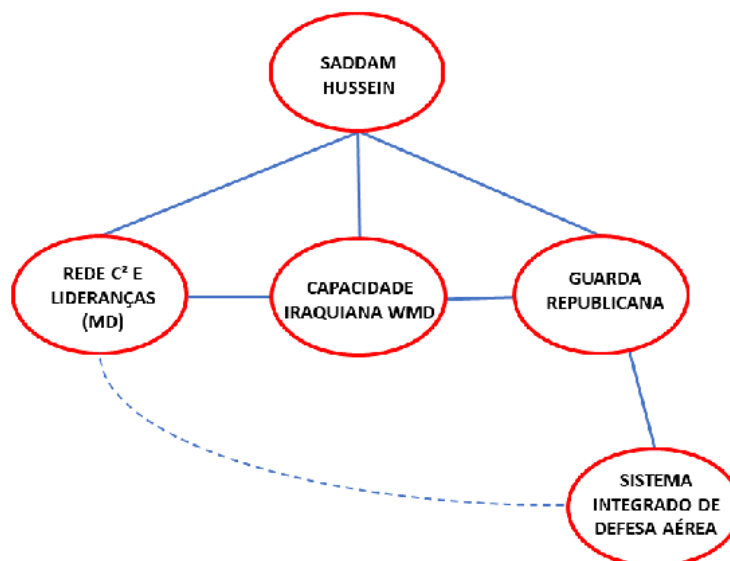 SADDAM
HUSSEIN
REDE C² E
LIDERANÇAS
(MD)
CAPACIDADE
IRAQUIANA WMD
GUARDA
REPUBLICANA
SISTEMA
INTEGRADO DE
DEFESA AÉREA